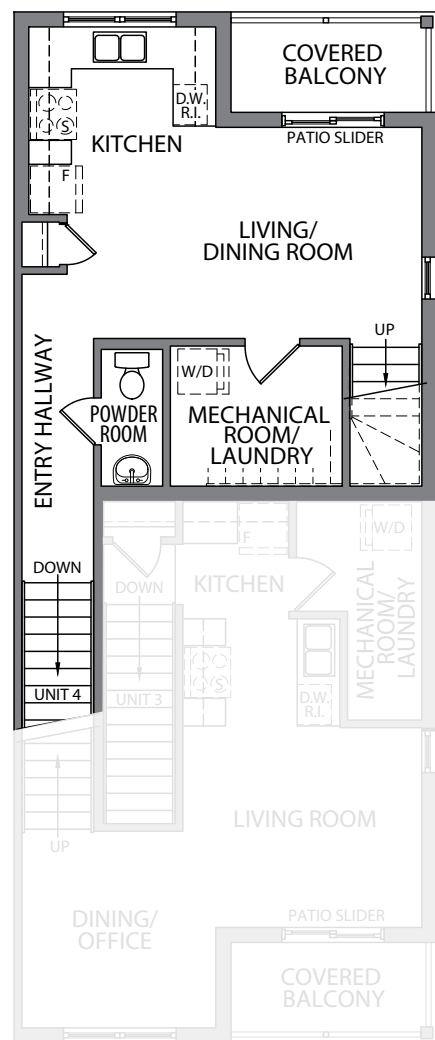 COVERED
BALCONY
D.W.
R.I.
S
KITCHEN
PATIO SLIDER
F
LIVING/
DINING ROOM
UP
W/D
ENTRY HALLWAY
POWDER
ROOM
MECHANICAL
ROOM/
LAUNDRY
F
W/D
DOWN
DOWN
KITCHEN
MECHANICAL
ROOM/
LAUNDRY
S
UNIT 4
UNIT 3
D.W.
R.I.
LIVING ROOM
UP
DINING/
OFFICE
PATIO SLIDER
COVERED
BALCONY